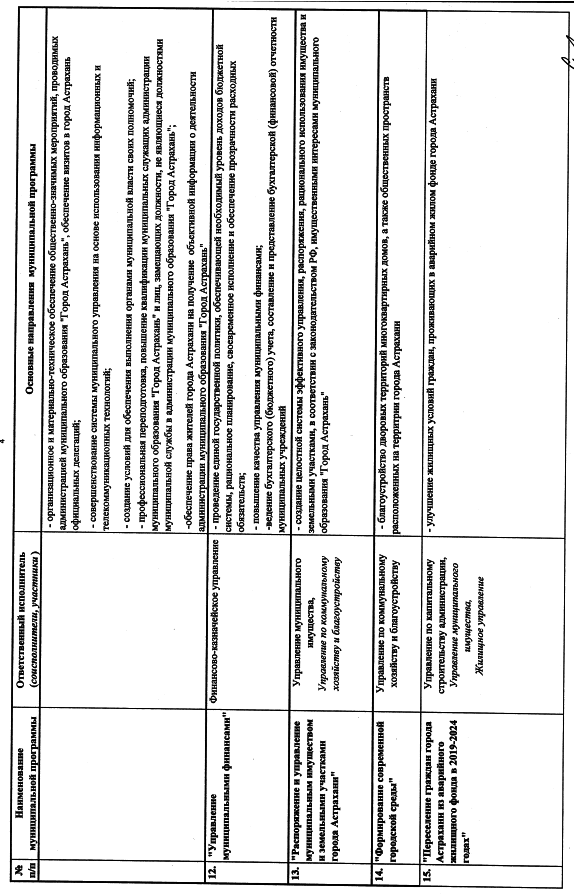 4
№
п/п
Наименование
муниципальной программы
Ответственный исполнитель
(соисполнители, участники)
Основные направления муниципальной программы
- организационное и материально-техническое обеспечение общественно-значимых мероприятий, проводимых
администрацией муниципального образования "Город Астрахань", обеспечение визитов в город Астрахань
официальных делегаций;
- совершенствование системы муниципального управления на основе использования информационных и
телекоммуникационных технологий;
- создание условий для обеспечения выполнения органами муниципальной власти своих полномочий;
- профессиональная переподготовка, повышение квалификации муниципальных служащих администрации
муниципального образования "Город Астрахань" и лиц, замещающих должности, не являющиеся должностями
муниципальной службы в администрации муниципального образования "Город Астрахань";
-обеспечение права жителей города Астрахани на получение объективной информации о деятельности
администрации муниципального образования "Город Астрахань"
12.
"Управление
муниципальными финансами"
Финансово-казначейское управление
- проведение единой государственной политики, обеспечивающей необходимый уровень доходов бюджетной
системы, рациональное планирование, своевременное исполнение и обеспечение прозрачности расходных
обязательств;
- повышение качества управления муниципальными финансами;
-ведение бухгалтерского (бюджетного) учета, составление и представление бухгалтерской (финансовой) отчетности
муниципальных учреждений
13.
"Распоряжение и управление
муниципальным имуществом
и земельными участками
города Астрахани"
Управление муниципального
имущества,
Управление по коммунальному
хозяйству и благоустройству
- создание целостной системы эффективного управления, распоряжения, рационального использования имущества и
земельными участками, в соответствии с законодательством РФ, имущественными интересами муниципального
образования "Город Астрахань"
14.
"Формирование современной
городской среды"
Управление по коммунальному
хозяйству и благоустройству
- благоустройство дворовых территорий многоквартирных домов, а также общественных пространств
расположенных на территории города Астрахани
15.
"Переселение граждан города
Астрахани из аварийного
жилищного фонда в 2019-2024
годах"
Управление по капитальному
строительству администрации,
Управление муниципального
имущества,
Жилищное управление
- улучшение жилищных условий граждан, проживающих в аварийном жилом фонде города Астрахани